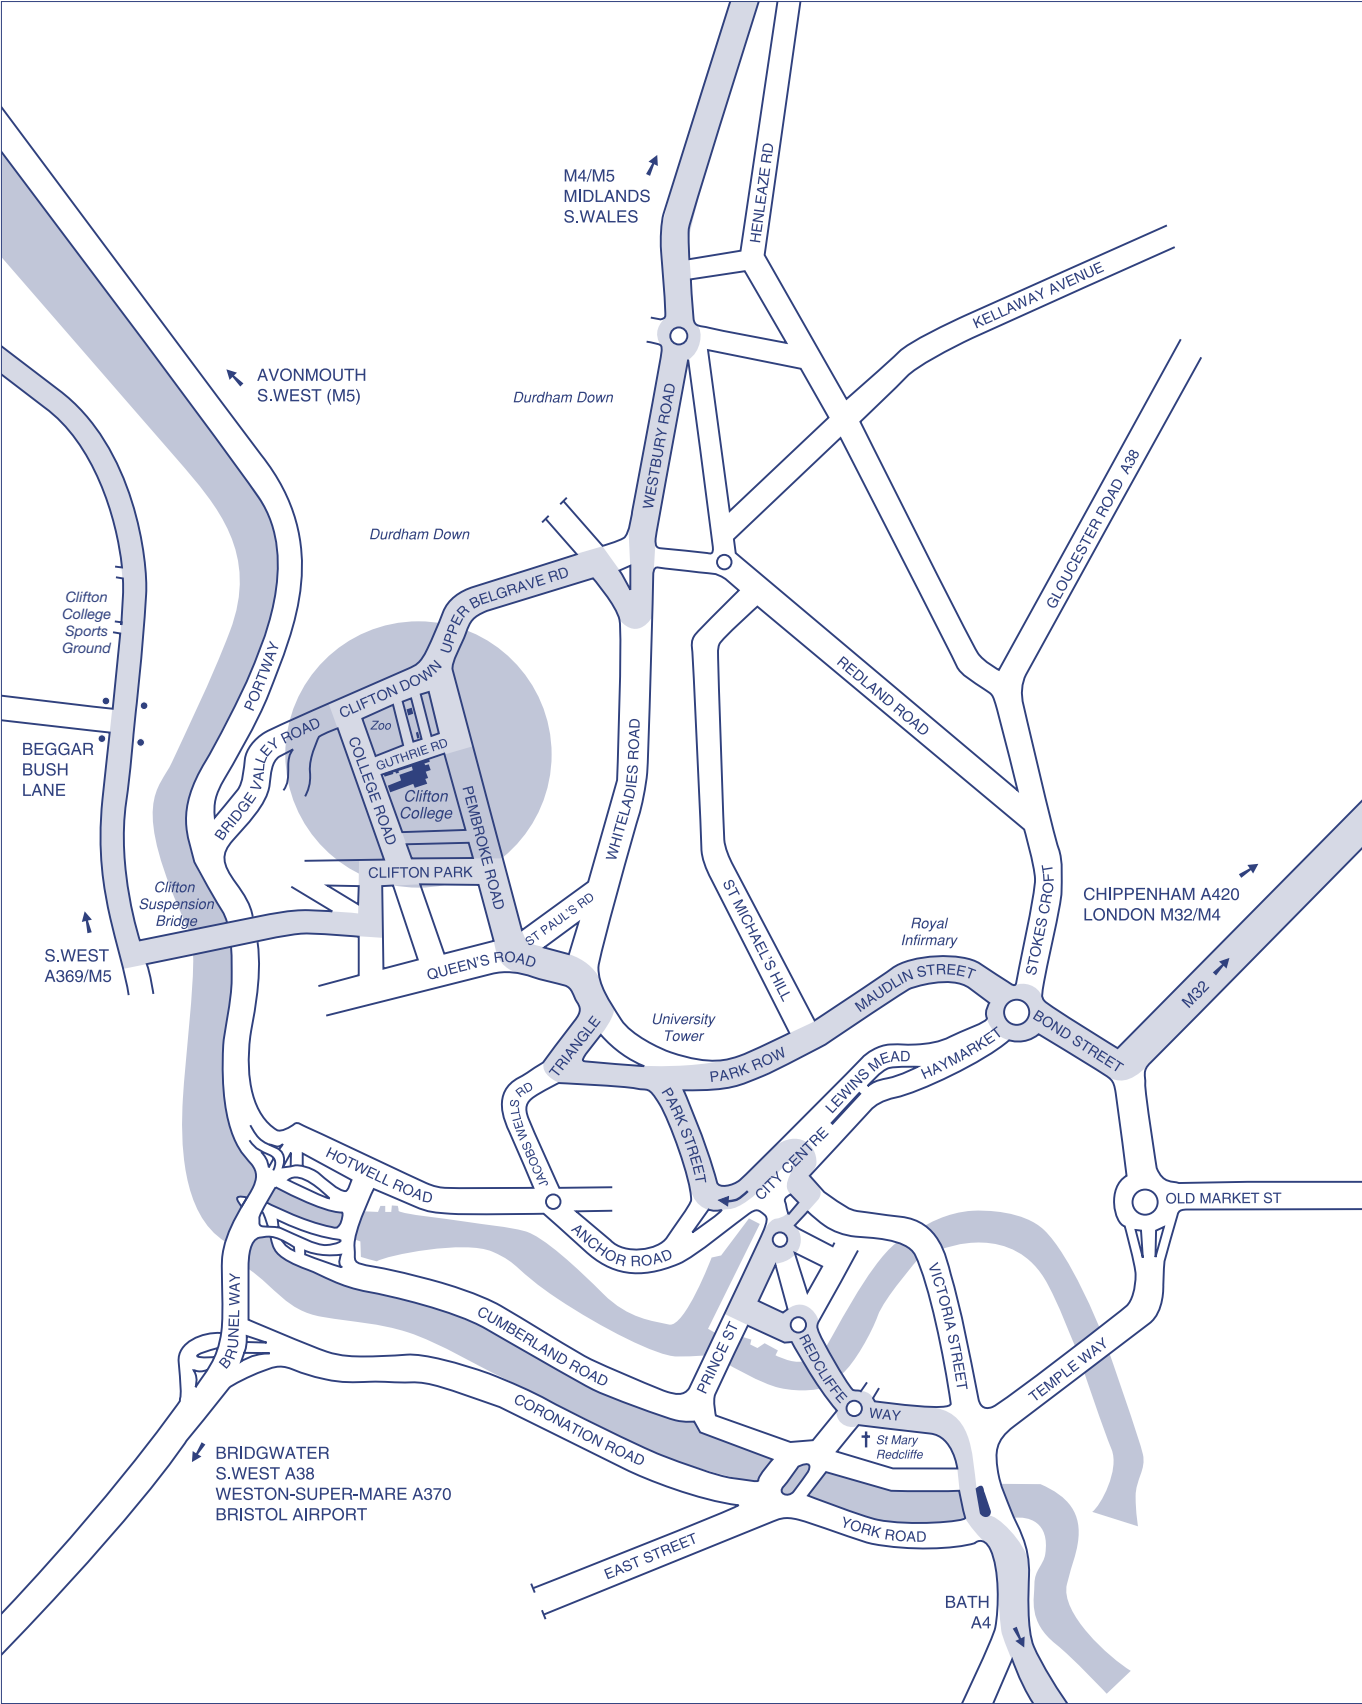 M4/M5
MIDLANDS
S.WALES
HENLEAZE RD
KELLAWAY AVENUE
AVONMOUTH
S.WEST (M5)
Durdham Down
WESTBURY ROAD
GLOUCESTER ROAD A38
Durdham Down
UPPER BELGRAVE RD
Clifton
College
Sports
Ground
PORTWAY
CLIFTON DOWN
REDLAND ROAD
Zoo
BRIDGE VALLEY ROAD
COLLEGE ROAD
GUTHRIE RD
BEGGAR
BUSH
LANE
Clifton
College
PEMBROKE ROAD
WHITELADIES ROAD
CLIFTON PARK
Clifton
Suspension
Bridge
ST PAUL'S RD
ST MICHAEL'S HILL
STOKES CROFT
CHIPPENHAM A420
LONDON M32/M4
Royal
Infirmary
S.WEST
A369/M5
QUEEN'S ROAD
MAUDLIN STREET
M32
University
Tower
TRIANGLE
PARK ROW
BOND STREET
HAYMARKET
LEWINS MEAD
JACOBS WELLS RD
PARK STREET
CITY CENTRE
HOTWELL ROAD
OLD MARKET ST
ANCHOR ROAD
VICTORIA STREET
BRUNEL WAY
CUMBERLAND ROAD
PRINCE ST
REDCLIFFE
WAY
TEMPLE WAY
CORONATION ROAD
St Mary
Redcliffe
BRIDGWATER
S.WEST A38
WESTON-SUPER-MARE A370
BRISTOL AIRPORT
YORK ROAD
EAST STREET
BATH
A4